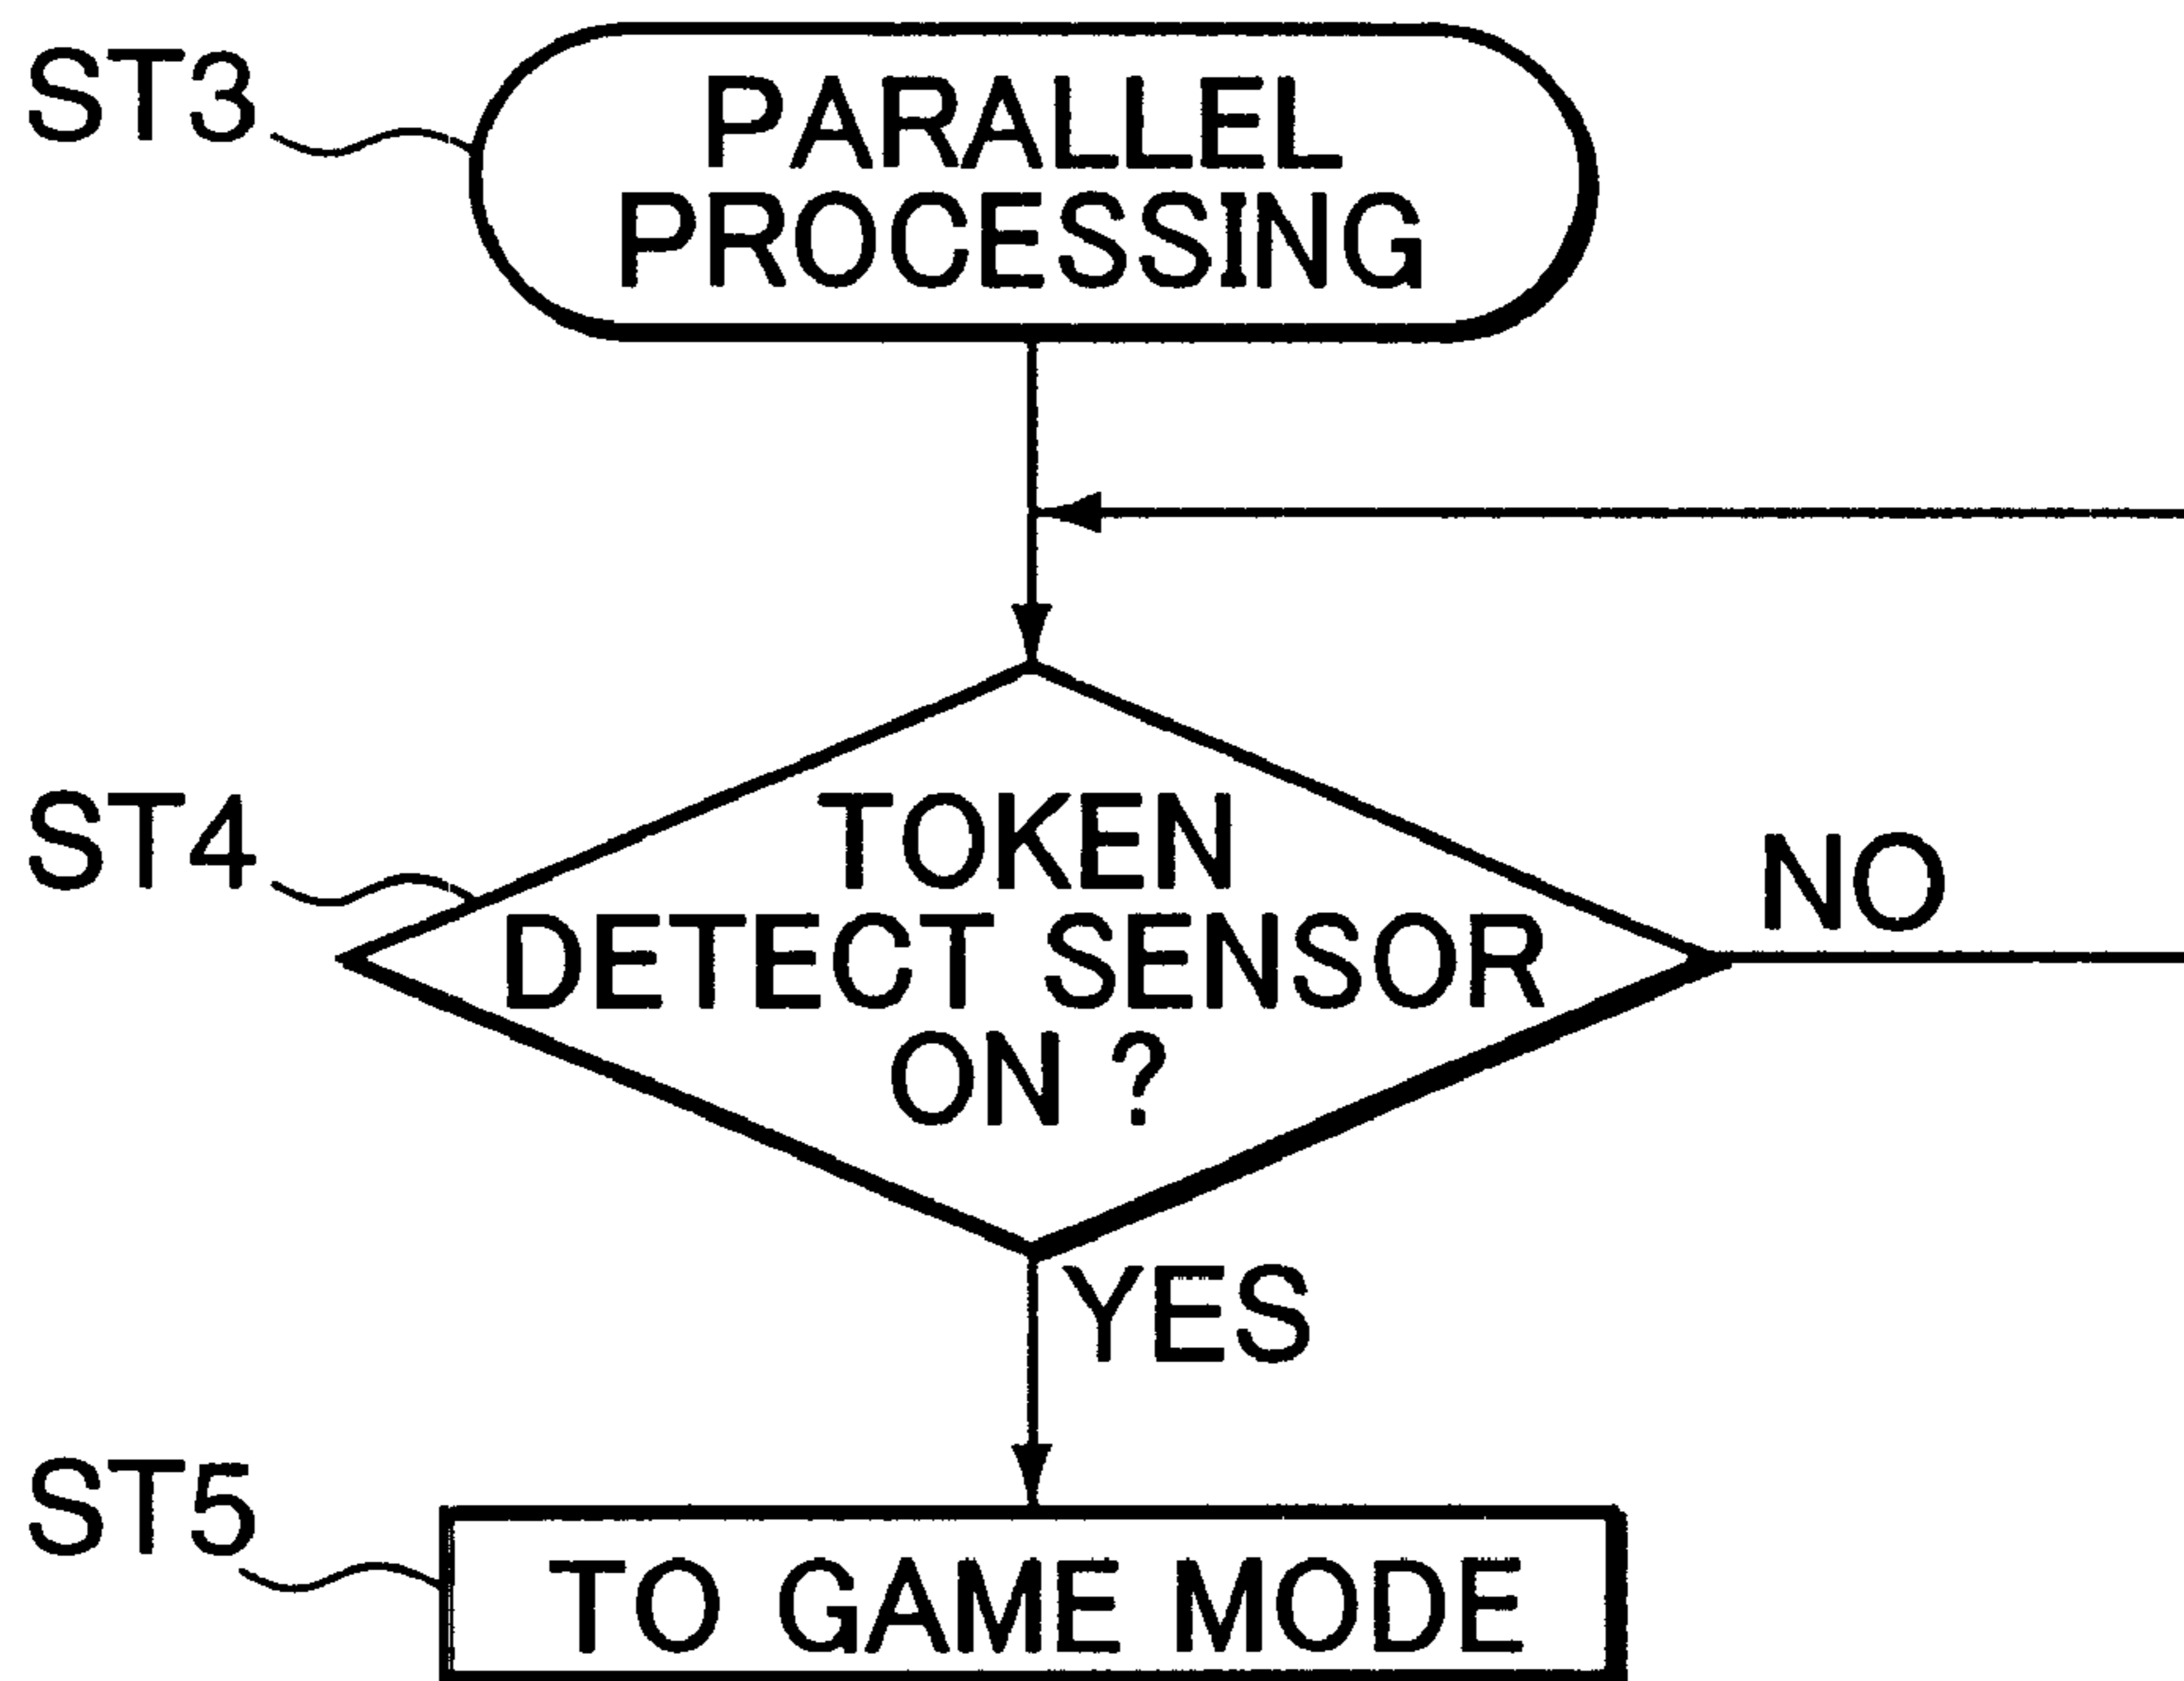 ST3
PARALLEL
PROCESSING
ST4
TOKEN
DETECT SENSOR
ON ?
NO
YES
ST5
TO GAME MODE